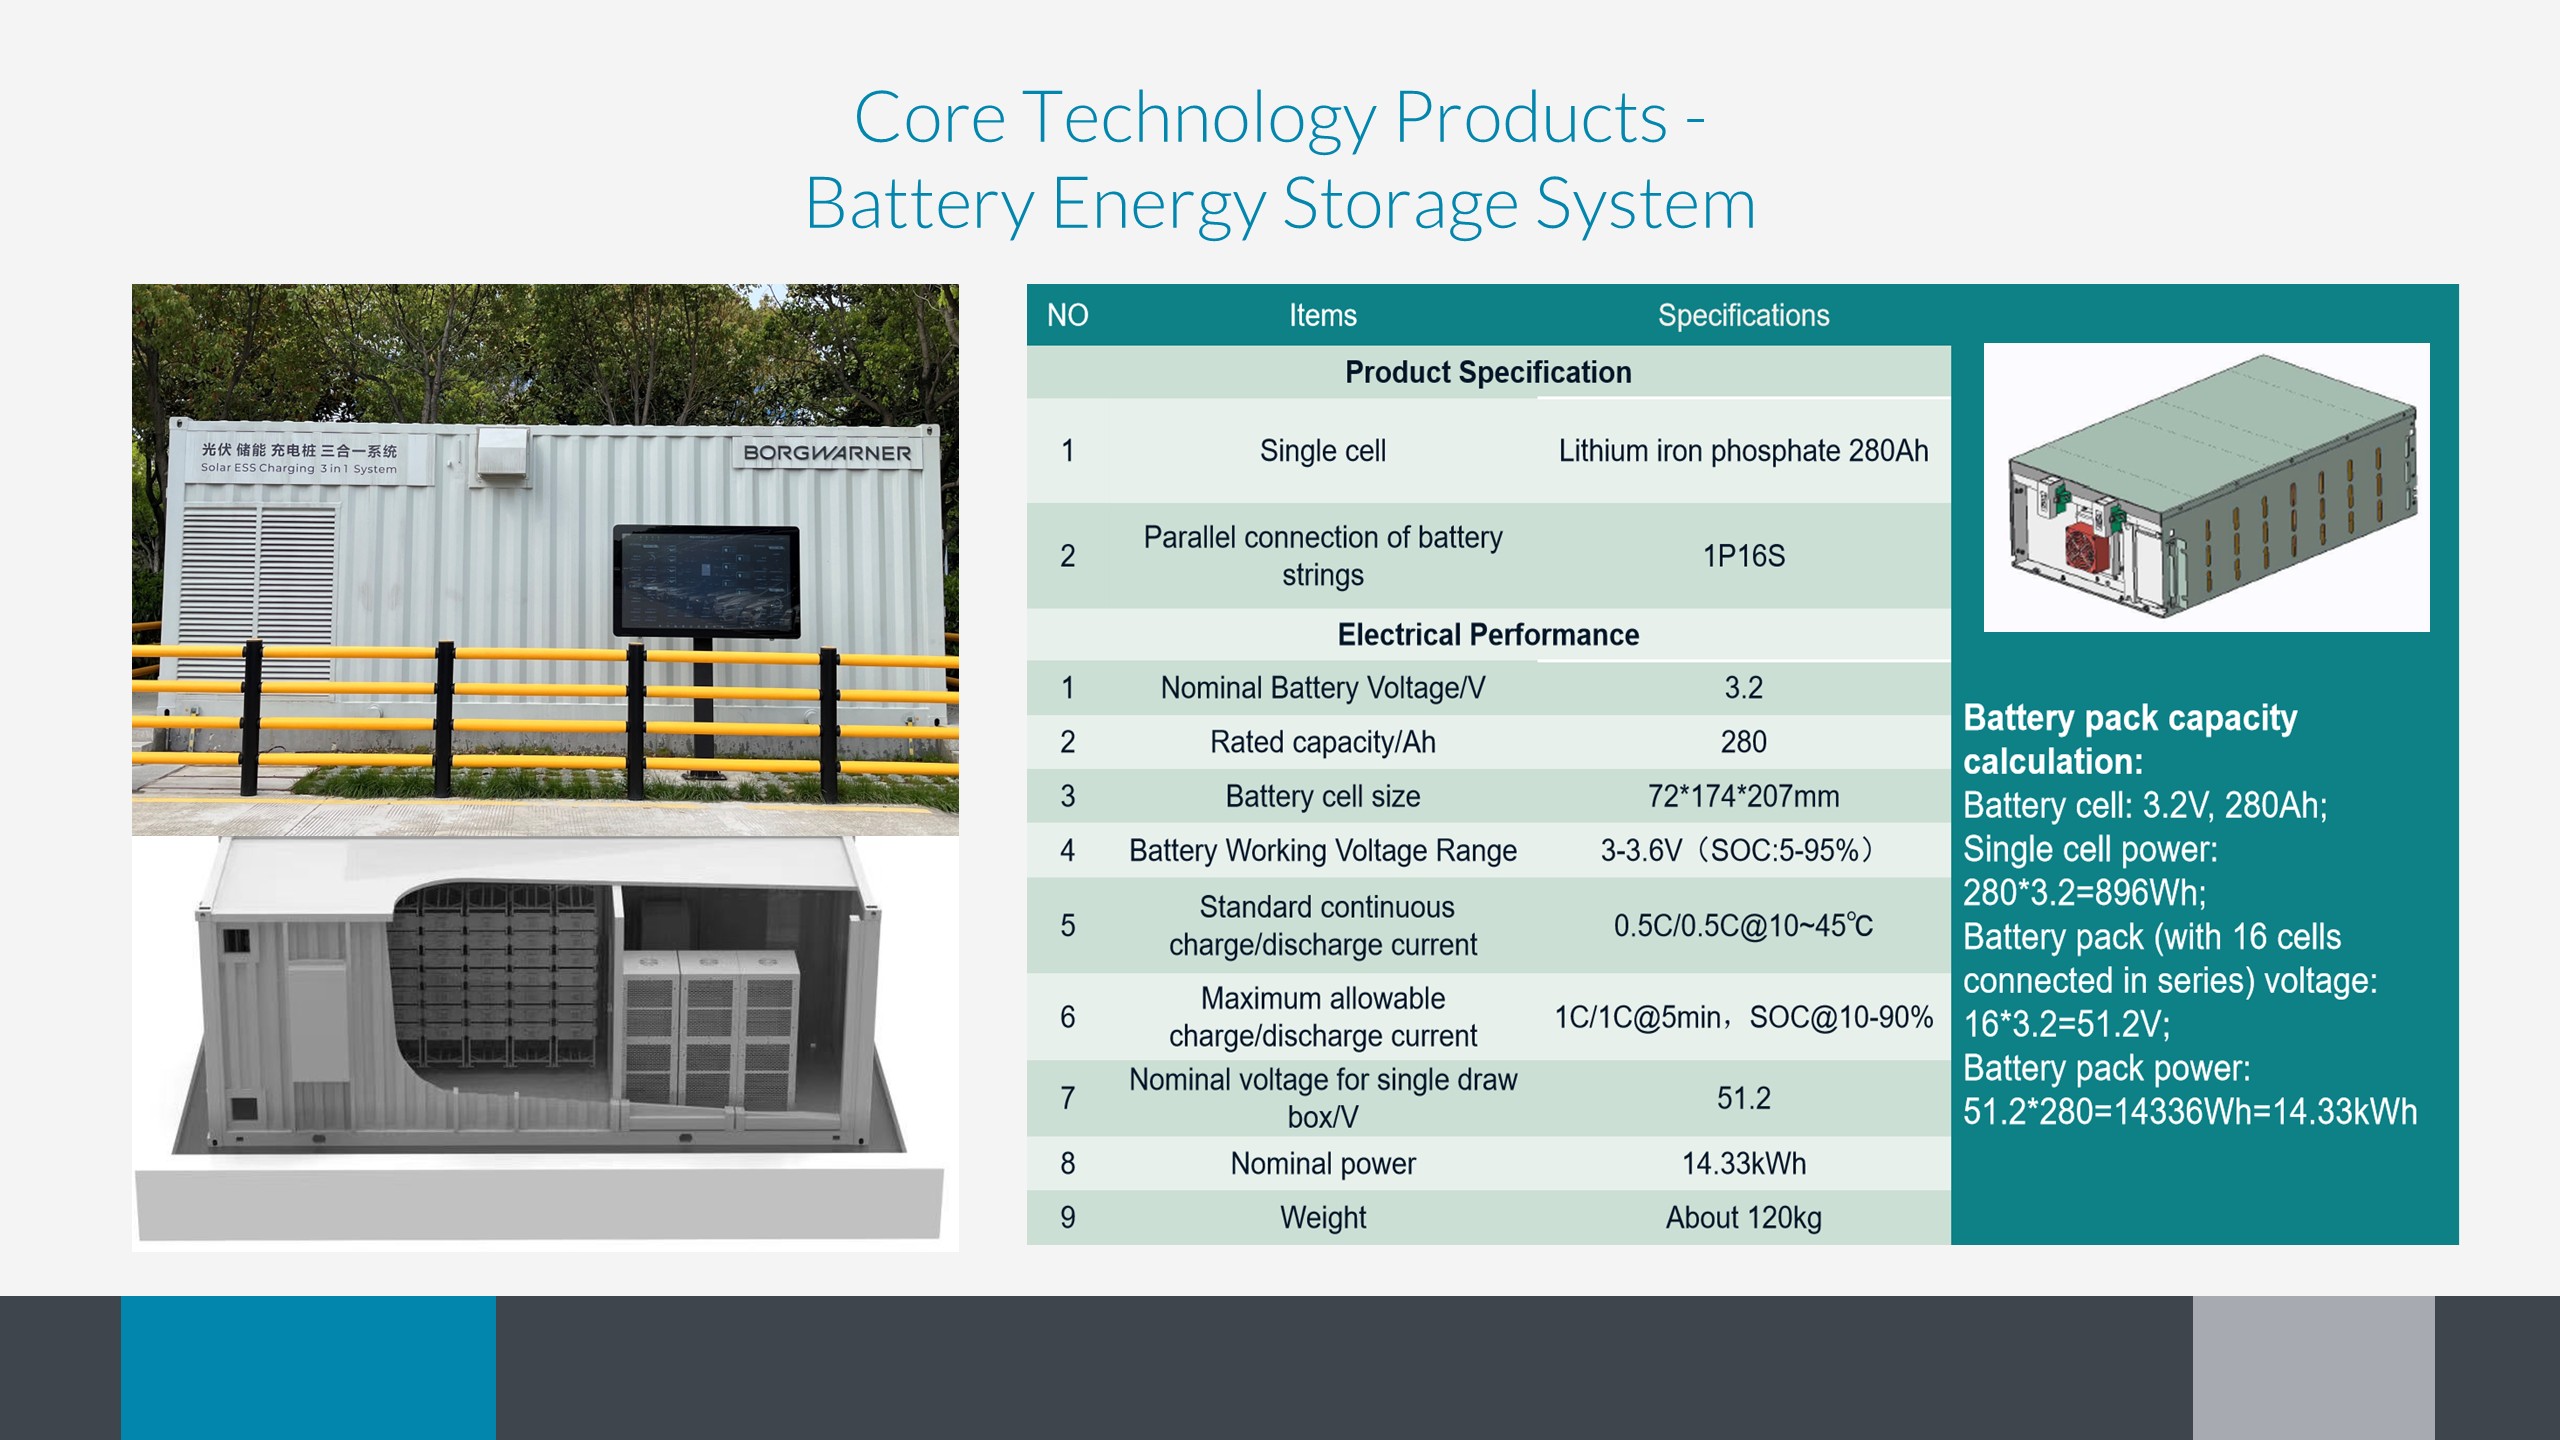 Core Technology Products -
Battery Energy Storage System
光伏 储能 充电桩 三合一系统
Solar ESS Charging 3 in 1 System
BORGWARNER
NO Items Specifications
Product Specification
1 Single cell Lithium iron phosphate 280Ah
2 Parallel connection of battery
strings 1P16S
Electrical Performance
1 Nominal Battery Voltage/V 3.2
2 Rated capacity/Ah 280
3 Battery cell size 72*174*207mm
4 Battery Working Voltage Range 3-3.6V（SOC:5-95%）
5 Standard continuous
charge/discharge current 0.5C/0.5C@10~45℃
6 Maximum allowable
charge/discharge current 1C/1C@5min，SOC@10-90%
7 Nominal voltage for single draw
box/V 51.2
8 Nominal power 14.33kWh
9 Weight About 120kg
Battery pack capacity
calculation:
Battery cell: 3.2V, 280Ah;
Single cell power:
280*3.2=896Wh;
Battery pack (with 16 cells
connected in series) voltage:
16*3.2=51.2V;
Battery pack power:
51.2*280=14336Wh=14.33kWh